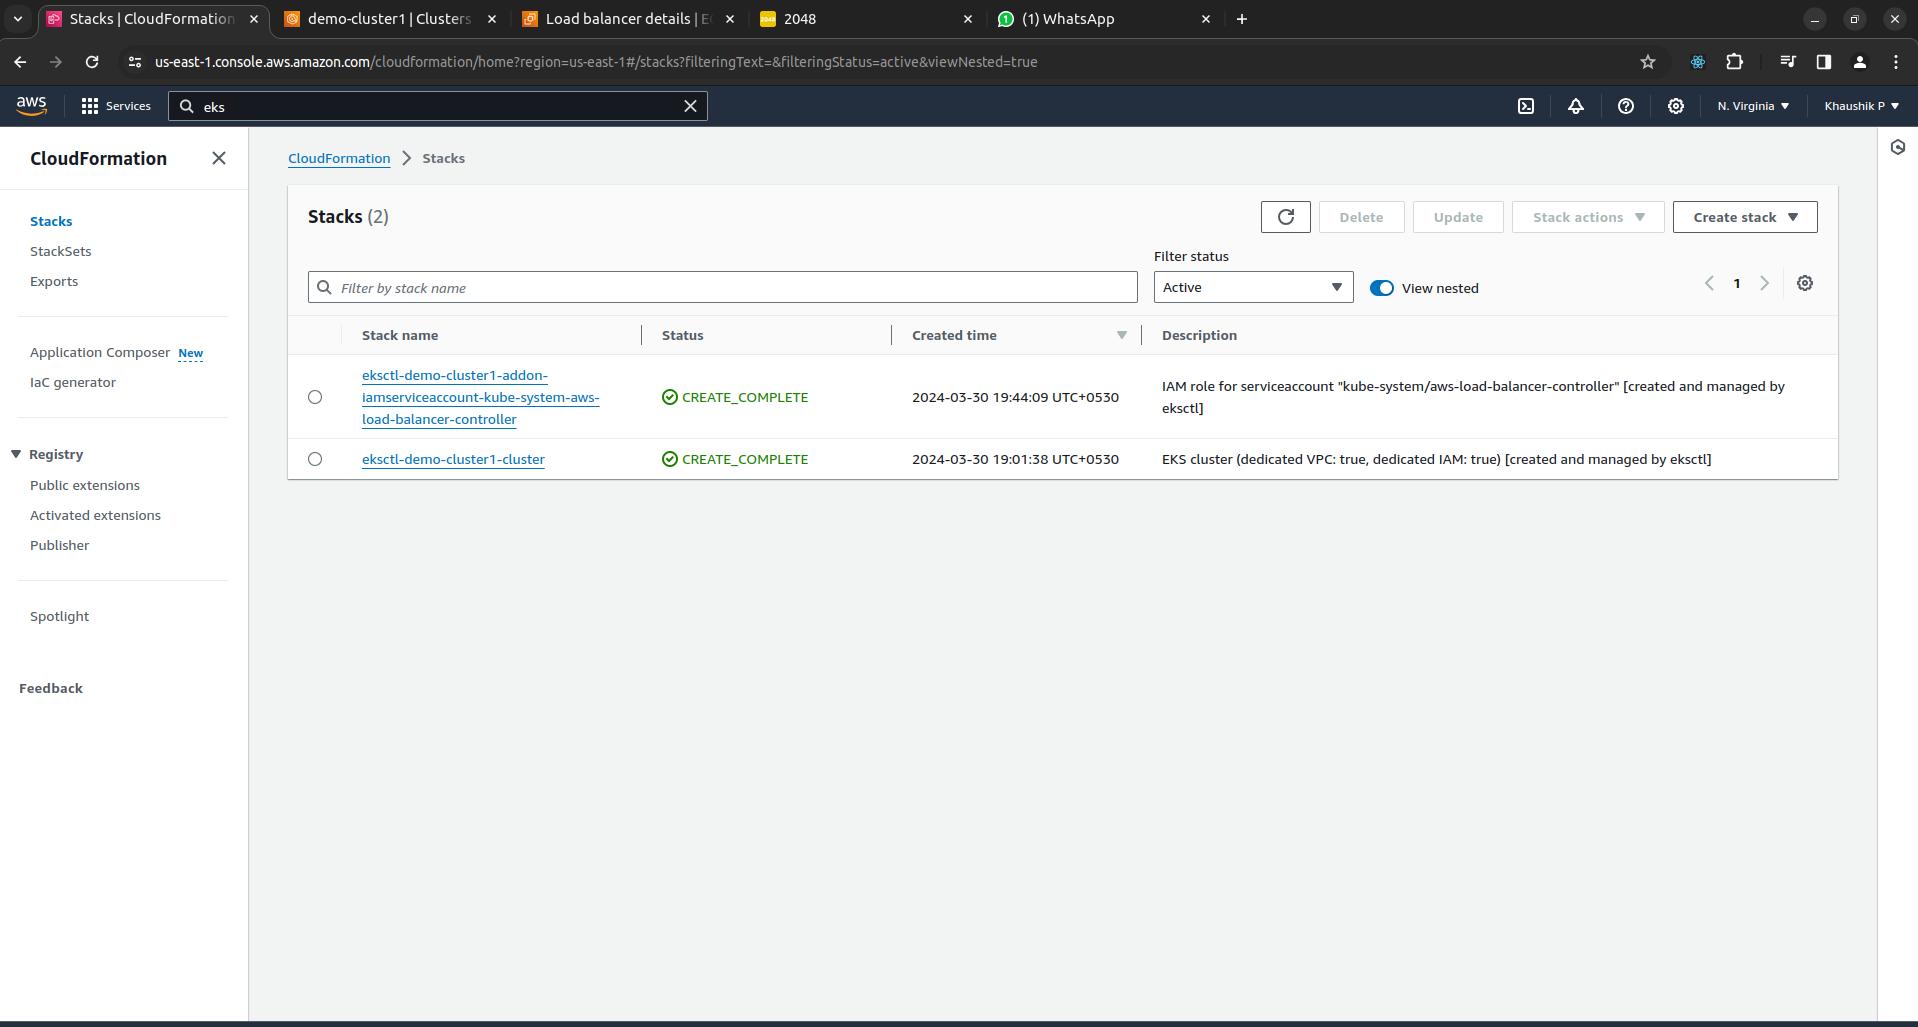 Stacks | CloudFormation
demo-cluster1 | Clusters
Load balancer details | EC
2048
(1) WhatsApp
us-east-1.console.aws.amazon.com/cloudformation/home?region=us-east-1#/stacks?filteringText=&filteringStatus=active&viewNested=true
aws
Services
eks
N. Virginia
Khaushik P
CloudFormation
Stacks
StackSets
Exports
Application Composer New
IaC generator
Registry
Public extensions
Activated extensions
Publisher
Spotlight
Feedback
CloudFormation
Stacks
Stacks (2)
Delete
Update
Stack actions
Create stack
Filter by stack name
Filter status
Active
View nested
1
Stack name
Status
Created time
Description
eksctl-demo-cluster1-addon-
iamserviceaccount-kube-system-aws-
load-balancer-controller
CREATE_COMPLETE
2024-03-30 19:44:09 UTC+0530
IAM role for serviceaccount "kube-system/aws-load-balancer-controller" [created and managed by
eksctl]
eksctl-demo-cluster1-cluster
CREATE_COMPLETE
2024-03-30 19:01:38 UTC+0530
EKS cluster (dedicated VPC: true, dedicated IAM: true) [created and managed by eksctl]